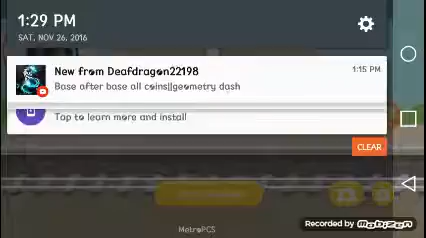 1:29 PM
SAT, NOV 26, 2016
New from Deafdragon22198
1:15 PM
Base after base all coins||geometry dash
Tap to learn more and install
CLEAR
MetroPCS
Recorded by Mobizen